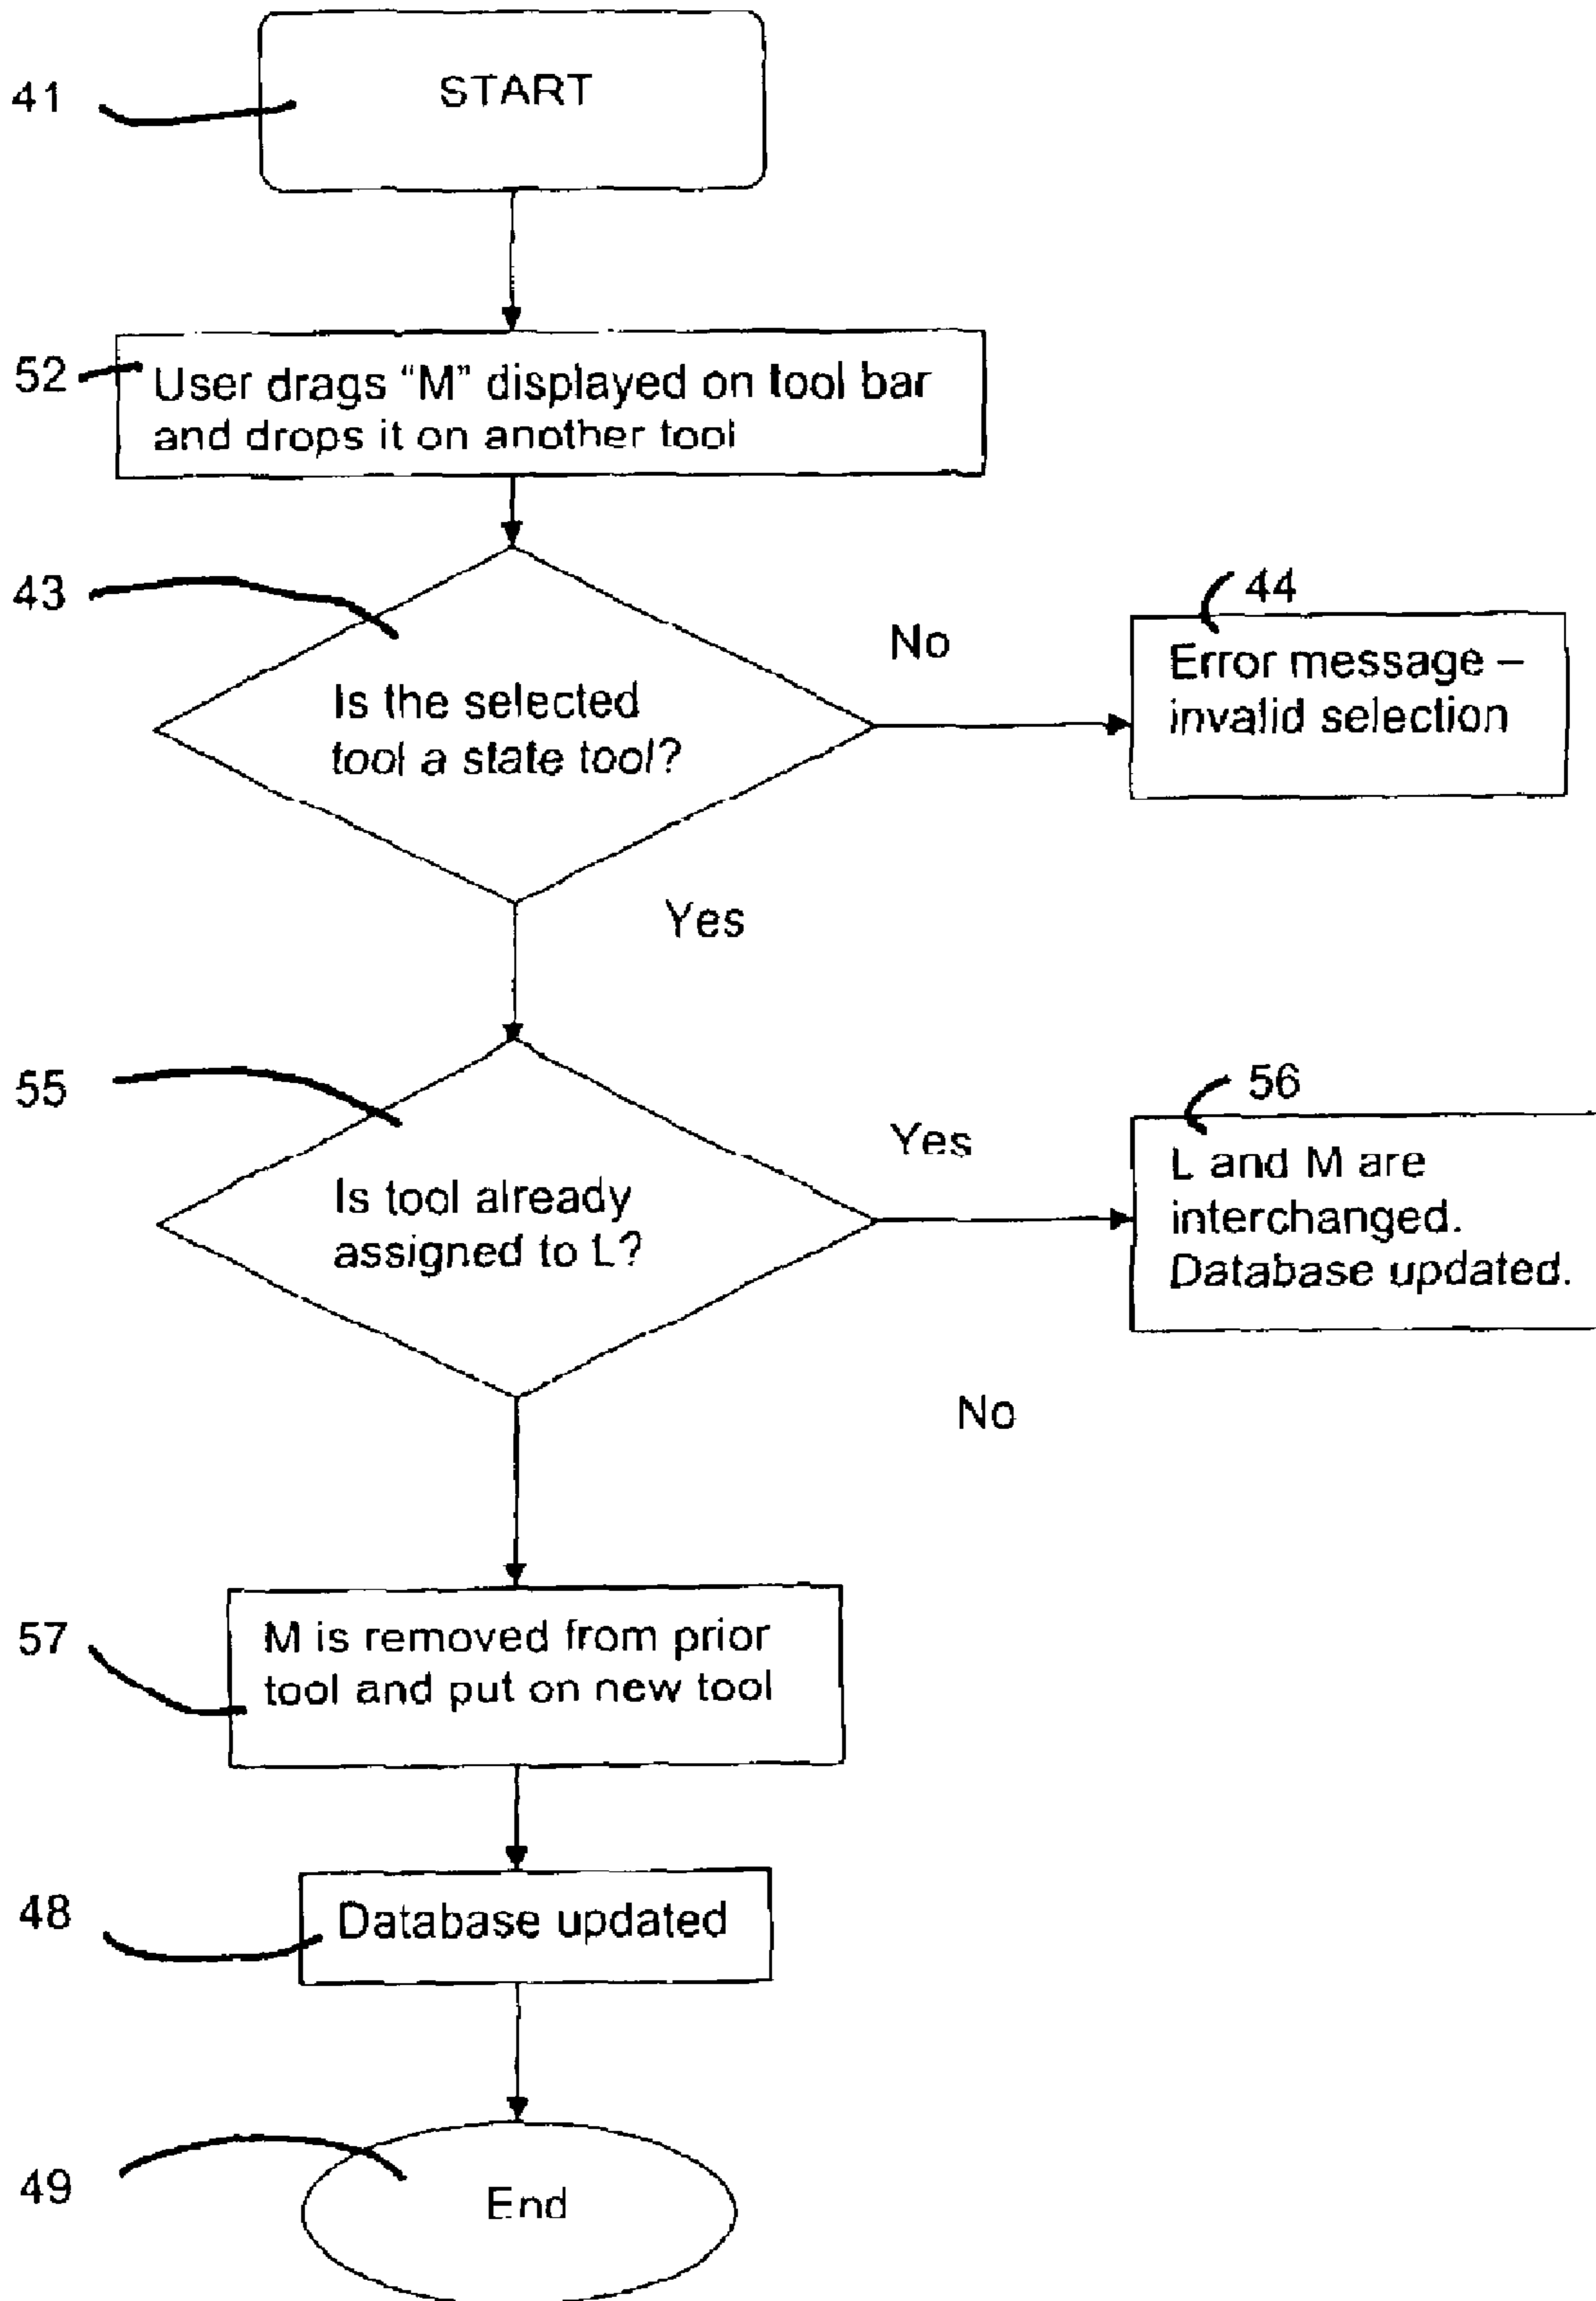 41
START
52
User drags "M" displayed on tool bar
and drops it on another tool
43
Is the selected
tool a state tool?
No
44
Error message –
invalid selection
Yes
55
Is tool already
assigned to L?
Yes
56
L and M are
interchanged.
Database updated.
No
57
M is removed from prior
tool and put on new tool
48
Database updated
49
End